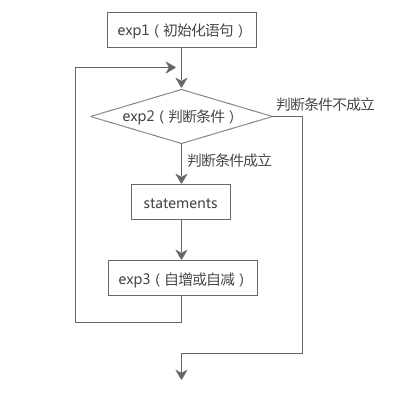 exp1（初始化语句）
判断条件不成立
exp2（判断条件）
判断条件成立
statements
exp3（自增或自减）